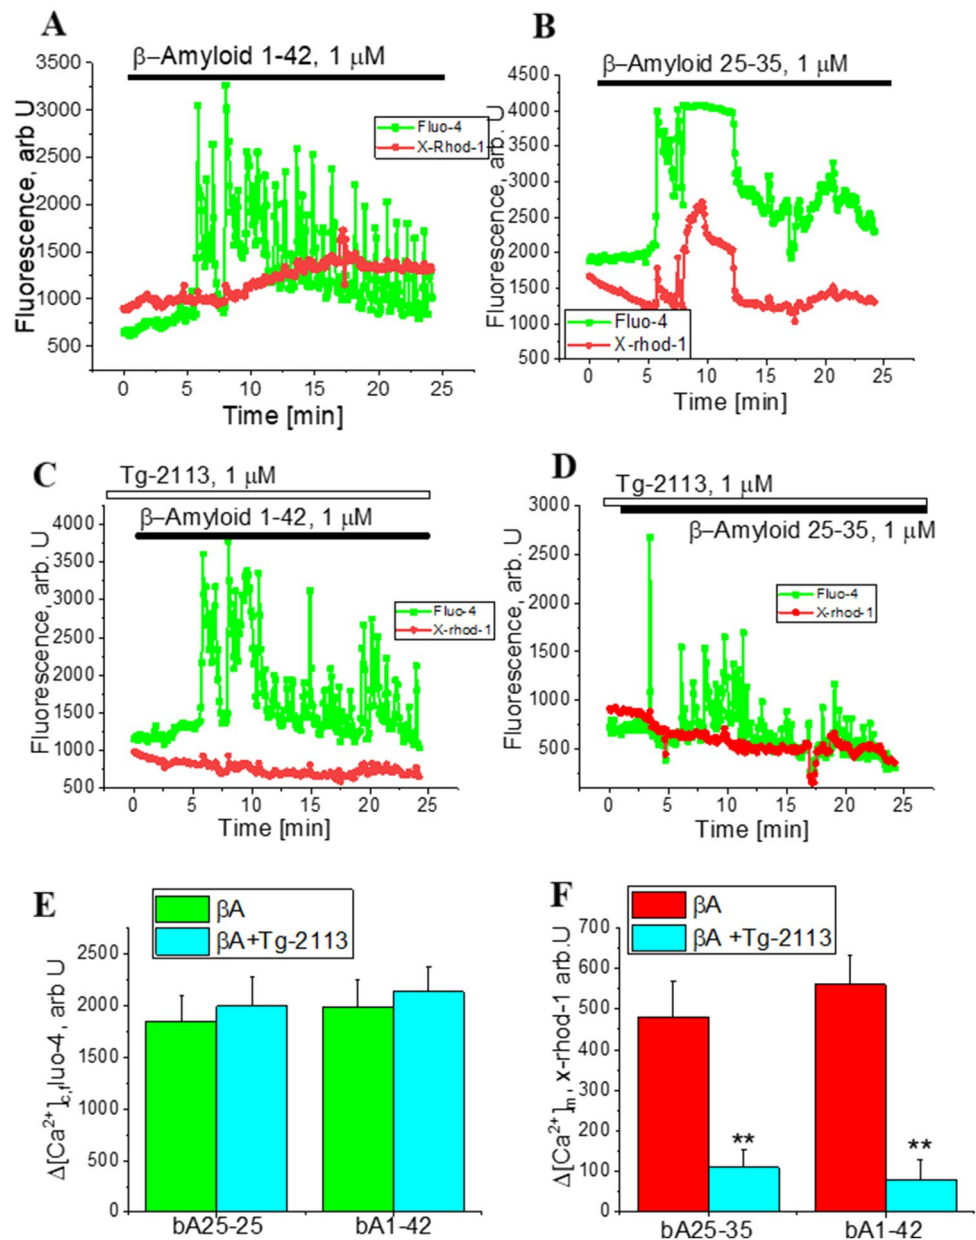 A
β–Amyloid 1-42, 1 μM
3500
3000
2500
2000
1500
1000
500
Fluorescence, arb U
Fluo-4
X-Rhod-1
0 5 10 15 20 25
Time [min]
B
β–Amyloid 25-35, 1 μM
4500
4000
3500
3000
2500
2000
1500
1000
500
Fluorescence, arb. U
Fluo-4
X-rhod-1
0 5 10 15 20 25
Time [min]
C
Tg-2113, 1 μM
β–Amyloid 1-42, 1 μM
4000
3500
3000
2500
2000
1500
1000
500
Fluorescence, arb. U
Fluo-4
X-rhod-1
0 5 10 15 20 25
Time [min]
D
Tg-2113, 1 μM
β–Amyloid 25-35, 1 μM
3000
2500
2000
1500
1000
500
Fluorescence, arb. U
Fluo-4
X-rhod-1
0 5 10 15 20 25
Time [min]
E
βA
βA+Tg-2113
2500
2000
1500
1000
500
0
Δ[Ca2+]c,fluo-4, arb U
bA25-25 bA1-42
F
βA
βA +Tg-2113
700
600
500
400
300
200
100
0
Δ[Ca2+]m, x-rhod-1 arb.U
** **
bA25-35 bA1-42